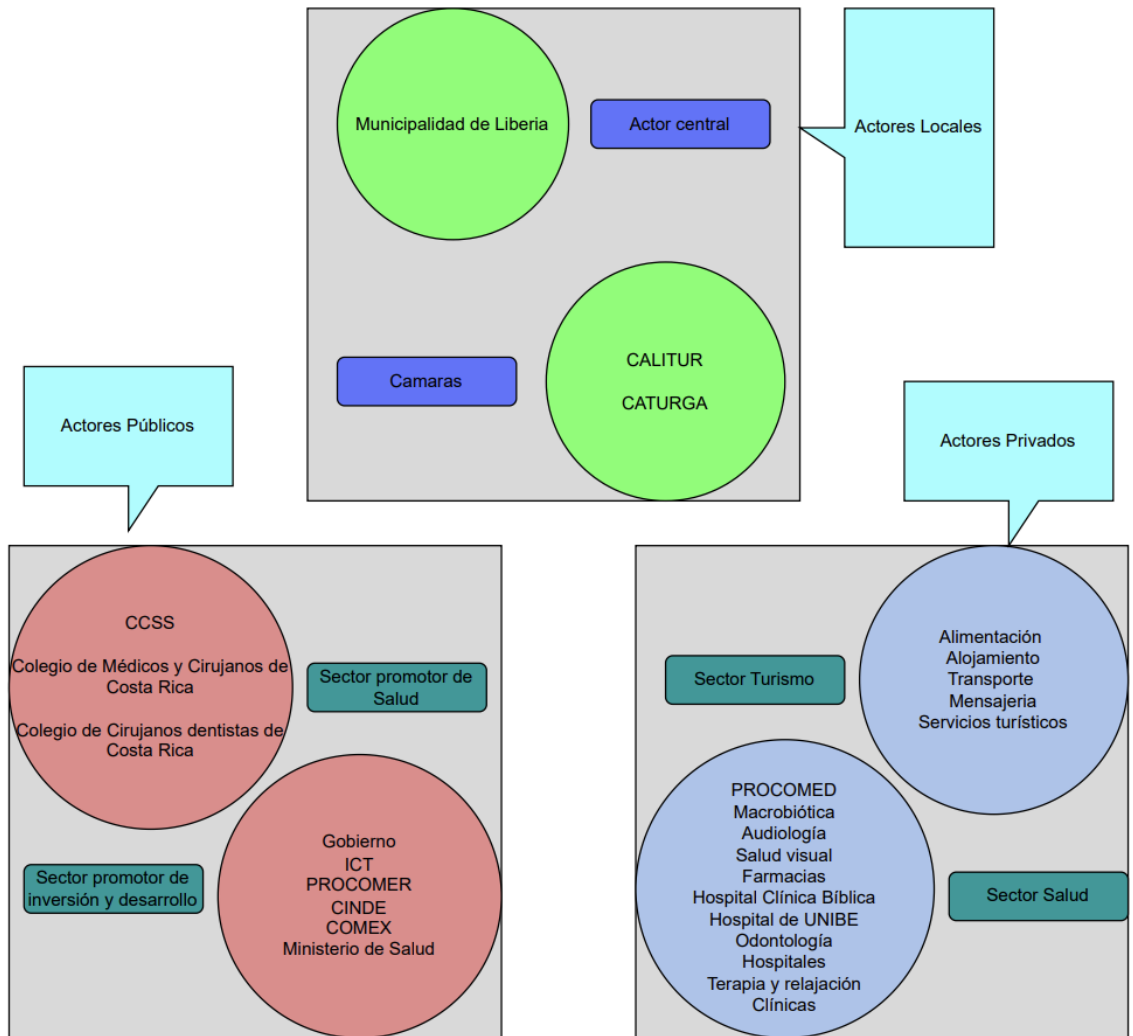 Municipalidad de Liberia
Actor central
Actores Locales
Camaras
CALITUR
CATURGA
Actores Públicos
Actores Privados
CCSS
Colegio de Médicos y Cirujanos de
Costa Rica
Colegio de Cirujanos dentistas de
Costa Rica
Sector promotor de
Salud
Sector promotor de
inversión y desarrollo
Gobierno
ICT
PROCOMER
CINDE
COMEX
Ministerio de Salud
Sector Turismo
Alimentación
Alojamiento
Transporte
Mensajeria
Servicios turísticos
PROCOMED
Macrobiótica
Audiología
Salud visual
Farmacias
Hospital Clínica Bíblica
Hospital de UNIBE
Odontología
Hospitales
Terapia y relajación
Clínicas
Sector Salud